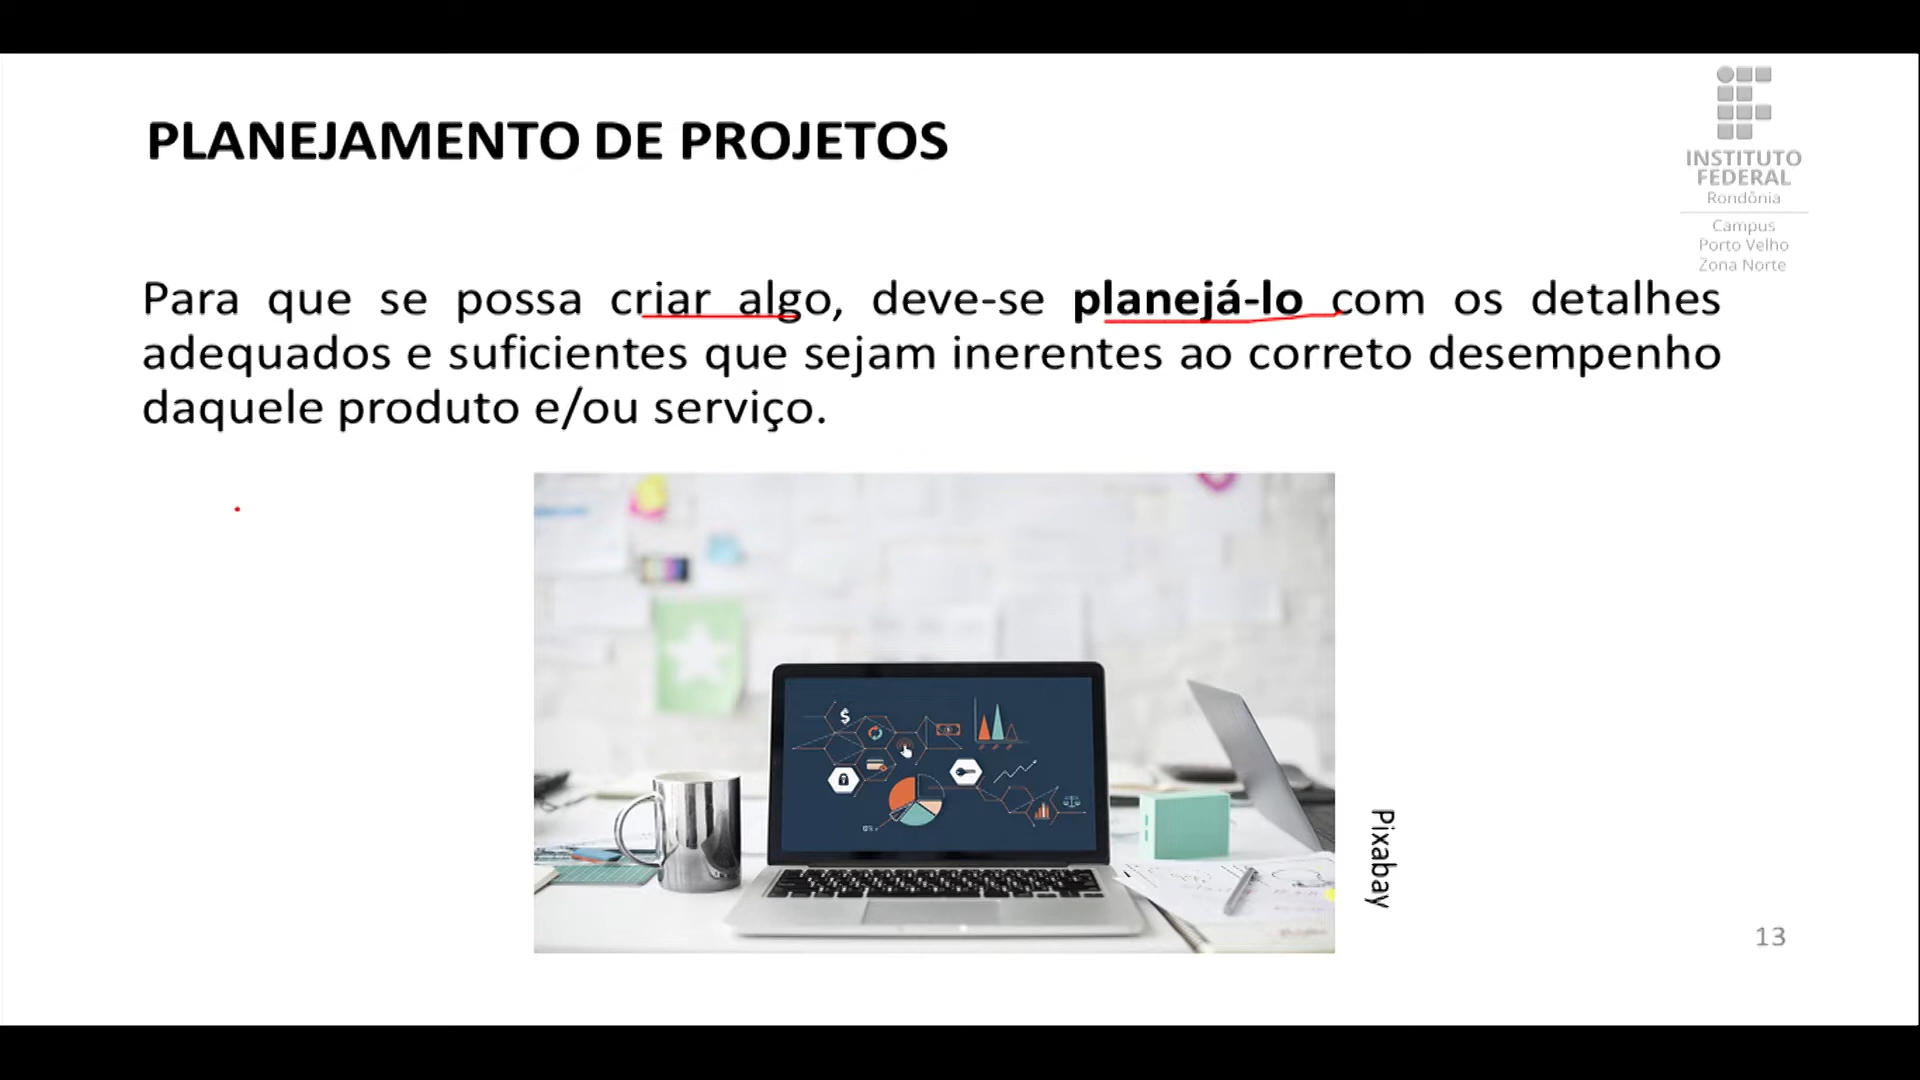 PLANEJAMENTO DE PROJETOS
INSTITUTO
FEDERAL
Rondônia
Campus
Porto Velho
Zona Norte
Para que se possa criar algo, deve-se planejá-lo com os detalhes
adequados e suficientes que sejam inerentes ao correto desempenho
daquele produto e/ou serviço.
$
Pixabay
13